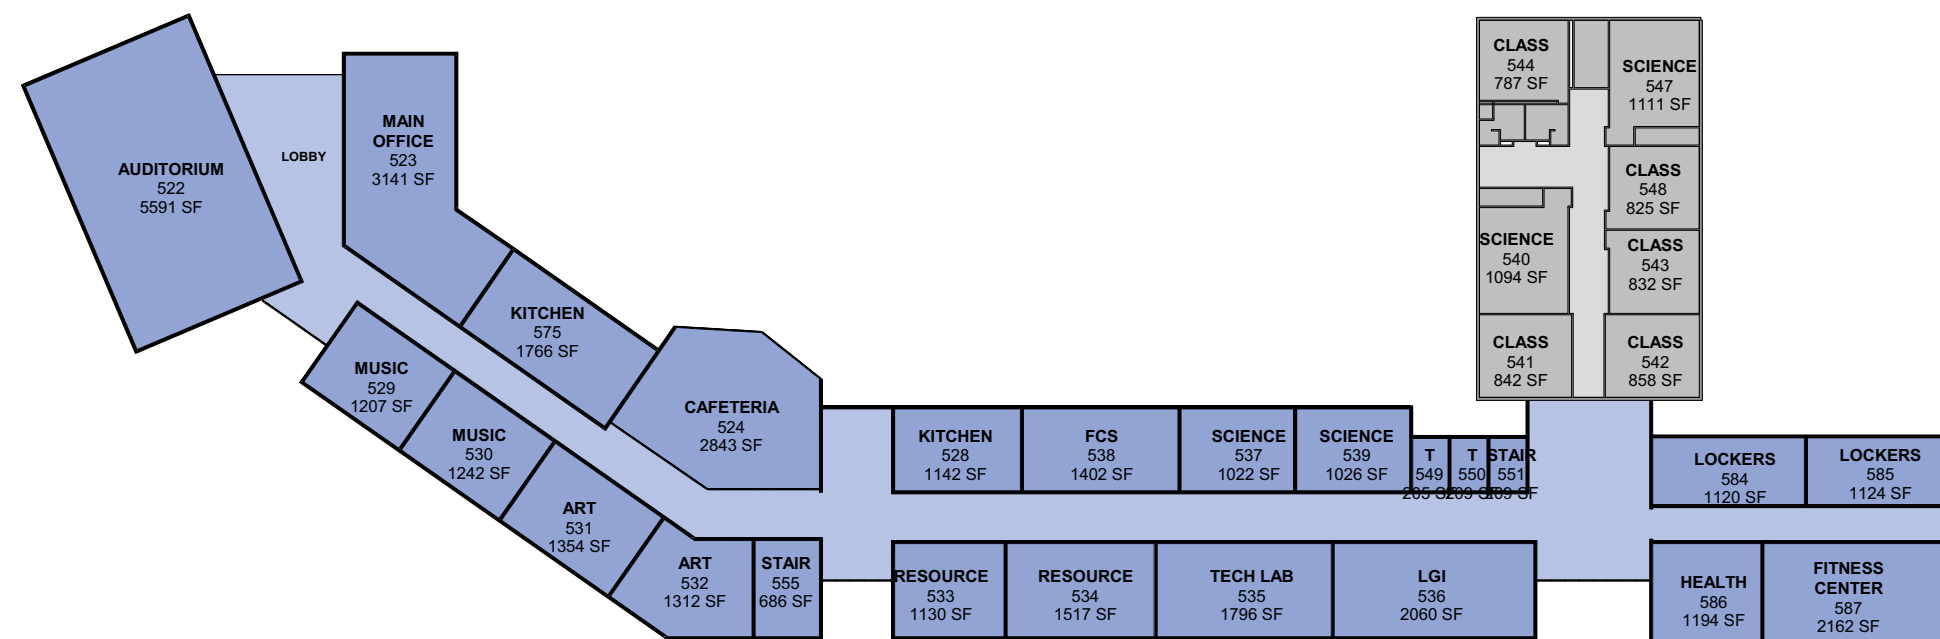 AUDITORIUM
522
5591 SF
LOBBY
MAIN
OFFICE
523
3141 SF
KITCHEN
575
1766 SF
CAFETERIA
524
2843 SF
MUSIC
529
1207 SF
MUSIC
530
1242 SF
ART
531
1354 SF
ART
532
1312 SF
STAIR
555
686 SF
KITCHEN
528
1142 SF
FCS
538
1402 SF
SCIENCE
537
1022 SF
SCIENCE
539
1026 SF
T
549
205 SF
T
550
209 SF
STAIR
551
209 SF
RESOURCE
533
1130 SF
RESOURCE
534
1517 SF
TECH LAB
535
1796 SF
LGI
536
2060 SF
CLASS
544
787 SF
SCIENCE
547
1111 SF
CLASS
548
825 SF
SCIENCE
540
1094 SF
CLASS
543
832 SF
CLASS
541
842 SF
CLASS
542
858 SF
LOCKERS
584
1120 SF
LOCKERS
585
1124 SF
HEALTH
586
1194 SF
FITNESS
CENTER
587
2162 SF